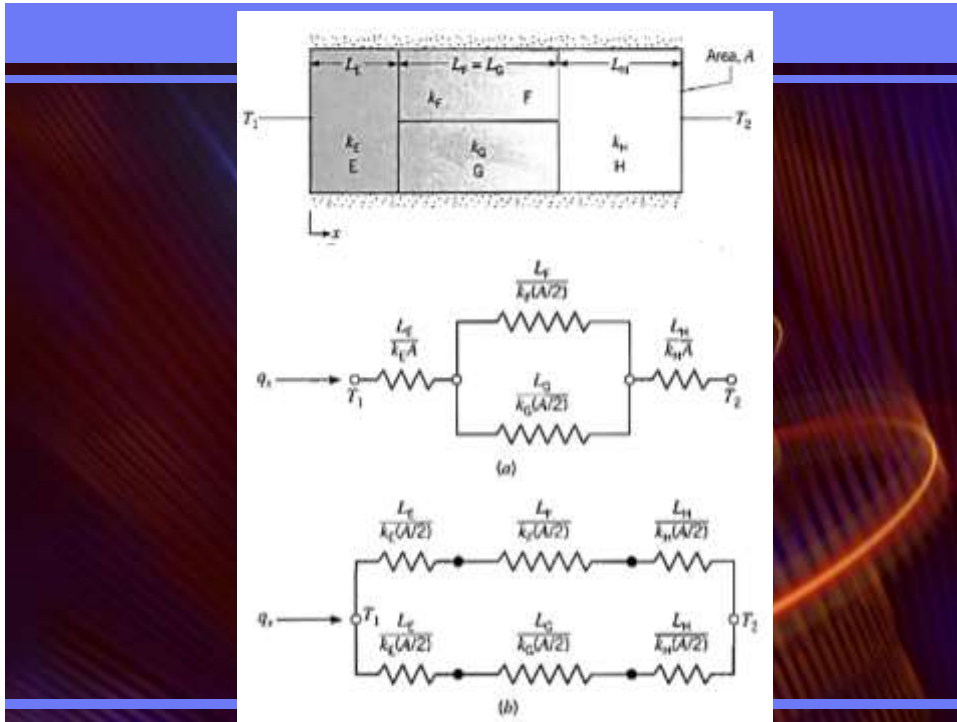 Area, A
L_E L_F = L_G L_H
k_F F
T_1 T_2
k_E k_G k_H
E G H
x
L_F
k_F(A/2)
L_E L_H
k_E A k_H A
q_x
T_1 T_2
L_G
k_G(A/2)
(a)
L_E L_F L_H
k_E(A/2) k_F(A/2) k_H(A/2)
q_x T_1 T_2
L_E L_G L_H
k_E(A/2) k_G(A/2) k_H(A/2)
(b)